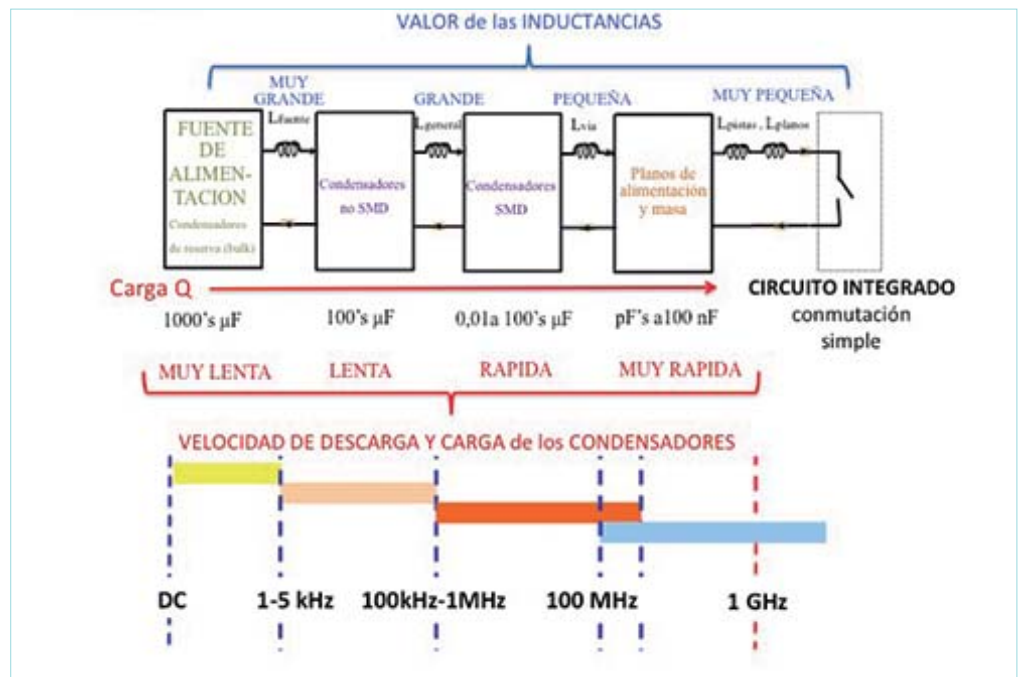 VALOR de las INDUCTANCIAS
MUY
GRANDE
GRANDE
PEQUEÑA
MUY PEQUEÑA
Lfuente
Lgeneral
Lvia
Lpistas , Lplanos
FUENTE
DE
ALIMEN-
TACION
Condensadores
de reserva (bulk)
Condensadores
no SMD
Condensadores
SMD
Planos de
alimentación
y masa
Carga Q
1000's µF
100's µF
0,01a 100's µF
pF's a100 nF
CIRCUITO INTEGRADO
conmutación
simple
MUY LENTA
LENTA
RAPIDA
MUY RAPIDA
VELOCIDAD DE DESCARGA Y CARGA de los CONDENSADORES
DC
1-5 kHz
100kHz-1MHz
100 MHz
1 GHz